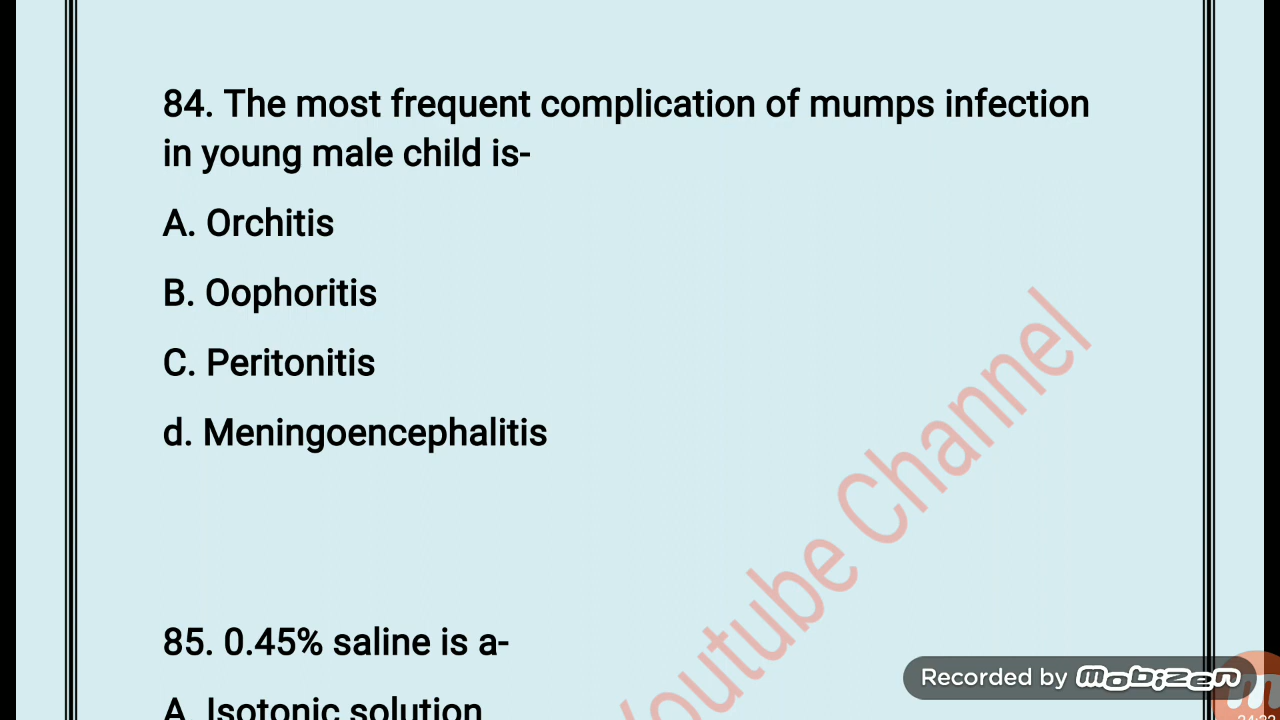 84. The most frequent complication of mumps infection
in young male child is-
A. Orchitis
B. Oophoritis
C. Peritonitis
d. Meningoencephalitis
Youtube Channel
85. 0.45% saline is a-
Recorded by Mobizen
A. Isotonic solution